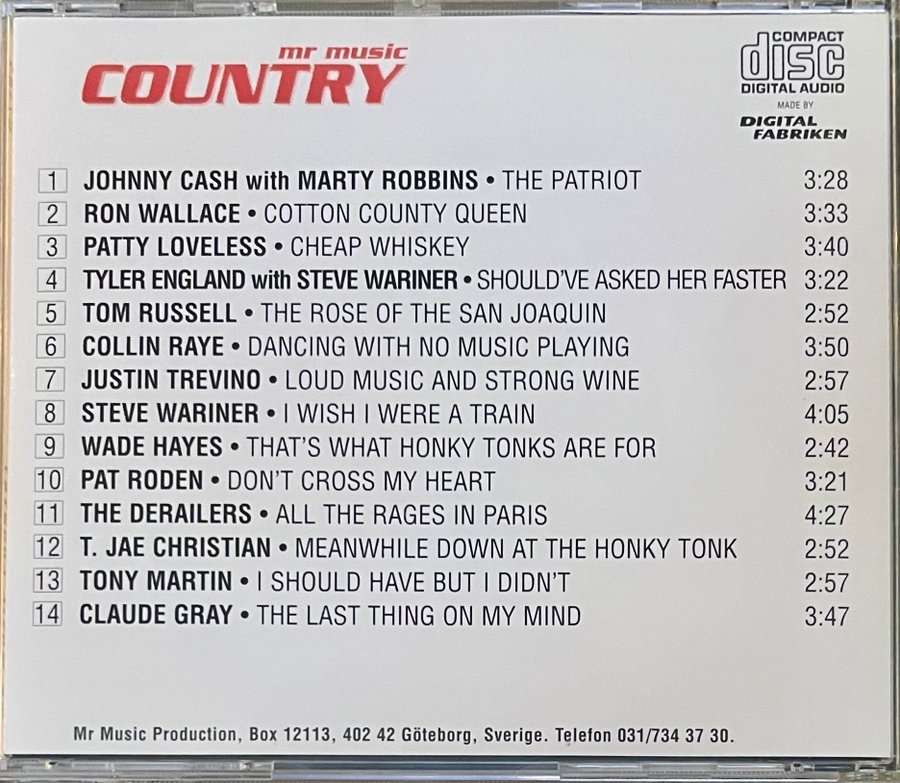 mr music
COUNTRY
COMPACT
disc
DIGITAL AUDIO
MADE BY
DIGITAL
FABRIKEN
1 JOHNNY CASH with MARTY ROBBINS • THE PATRIOT 3:28
2 RON WALLACE • COTTON COUNTY QUEEN 3:33
3 PATTY LOVELESS • CHEAP WHISKEY 3:40
4 TYLER ENGLAND with STEVE WARINER • SHOULD'VE ASKED HER FASTER 3:22
5 TOM RUSSELL • THE ROSE OF THE SAN JOAQUIN 2:52
6 COLLIN RAYE • DANCING WITH NO MUSIC PLAYING 3:50
7 JUSTIN TREVINO • LOUD MUSIC AND STRONG WINE 2:57
8 STEVE WARINER • I WISH I WERE A TRAIN 4:05
9 WADE HAYES • THAT'S WHAT HONKY TONKS ARE FOR 2:42
10 PAT RODEN • DON'T CROSS MY HEART 3:21
11 THE DERAILERS • ALL THE RAGES IN PARIS 4:27
12 T. JAE CHRISTIAN • MEANWHILE DOWN AT THE HONKY TONK 2:52
13 TONY MARTIN • I SHOULD HAVE BUT I DIDN'T 2:57
14 CLAUDE GRAY • THE LAST THING ON MY MIND 3:47
Mr Music Production, Box 12113, 402 42 Göteborg, Sverige. Telefon 031/734 37 30.